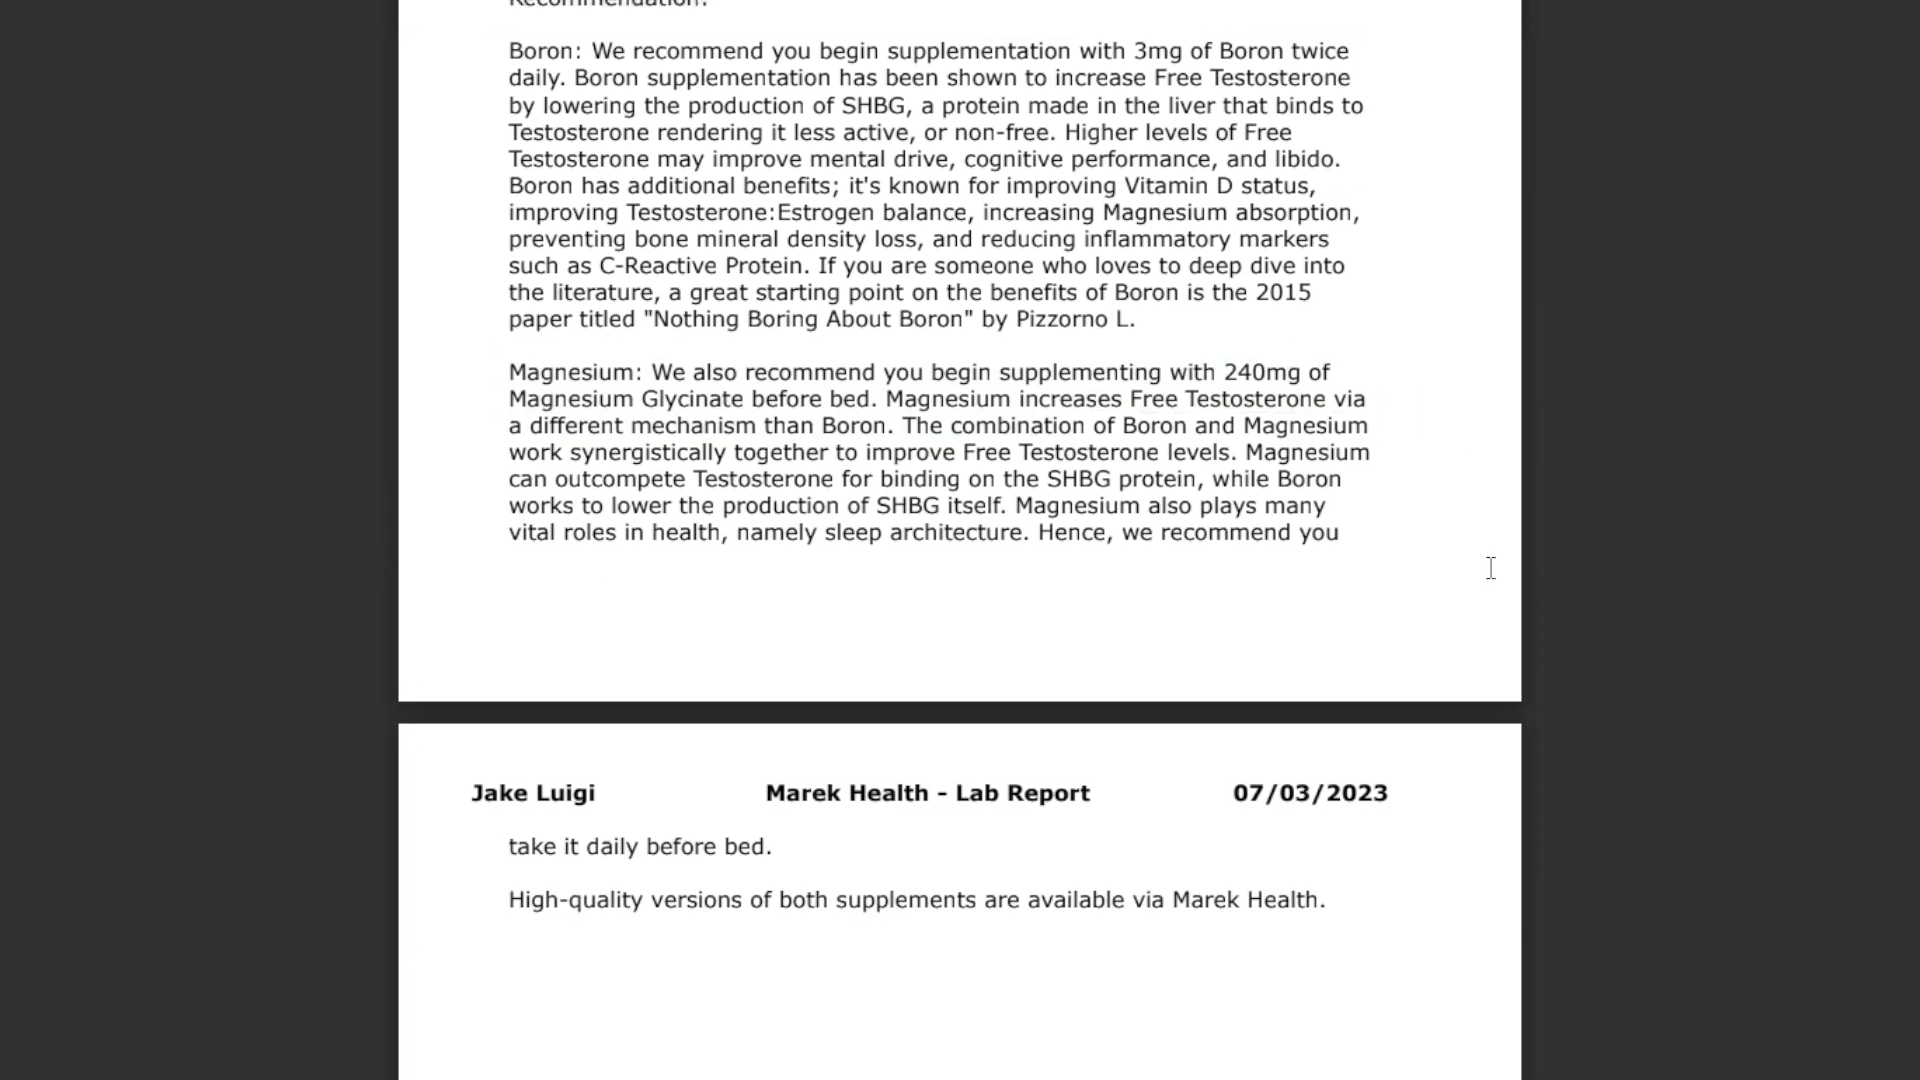 Recommendation:
Boron: We recommend you begin supplementation with 3mg of Boron twice
daily. Boron supplementation has been shown to increase Free Testosterone
by lowering the production of SHBG, a protein made in the liver that binds to
Testosterone rendering it less active, or non-free. Higher levels of Free
Testosterone may improve mental drive, cognitive performance, and libido.
Boron has additional benefits; it's known for improving Vitamin D status,
improving Testosterone:Estrogen balance, increasing Magnesium absorption,
preventing bone mineral density loss, and reducing inflammatory markers
such as C-Reactive Protein. If you are someone who loves to deep dive into
the literature, a great starting point on the benefits of Boron is the 2015
paper titled "Nothing Boring About Boron" by Pizzorno L.
Magnesium: We also recommend you begin supplementing with 240mg of
Magnesium Glycinate before bed. Magnesium increases Free Testosterone via
a different mechanism than Boron. The combination of Boron and Magnesium
work synergistically together to improve Free Testosterone levels. Magnesium
can outcompete Testosterone for binding on the SHBG protein, while Boron
works to lower the production of SHBG itself. Magnesium also plays many
vital roles in health, namely sleep architecture. Hence, we recommend you
Jake Luigi Marek Health - Lab Report 07/03/2023
take it daily before bed.
High-quality versions of both supplements are available via Marek Health.